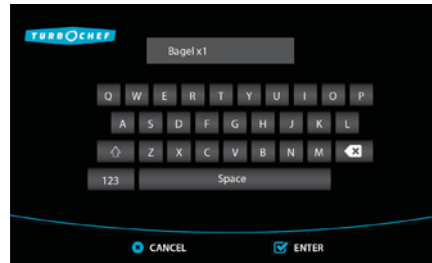 TURBOCHEF
Bagel x1
Q W E R T Y U I O P
A S D F G H J K L
Z X C V B N M
123 Space
CANCEL ENTER